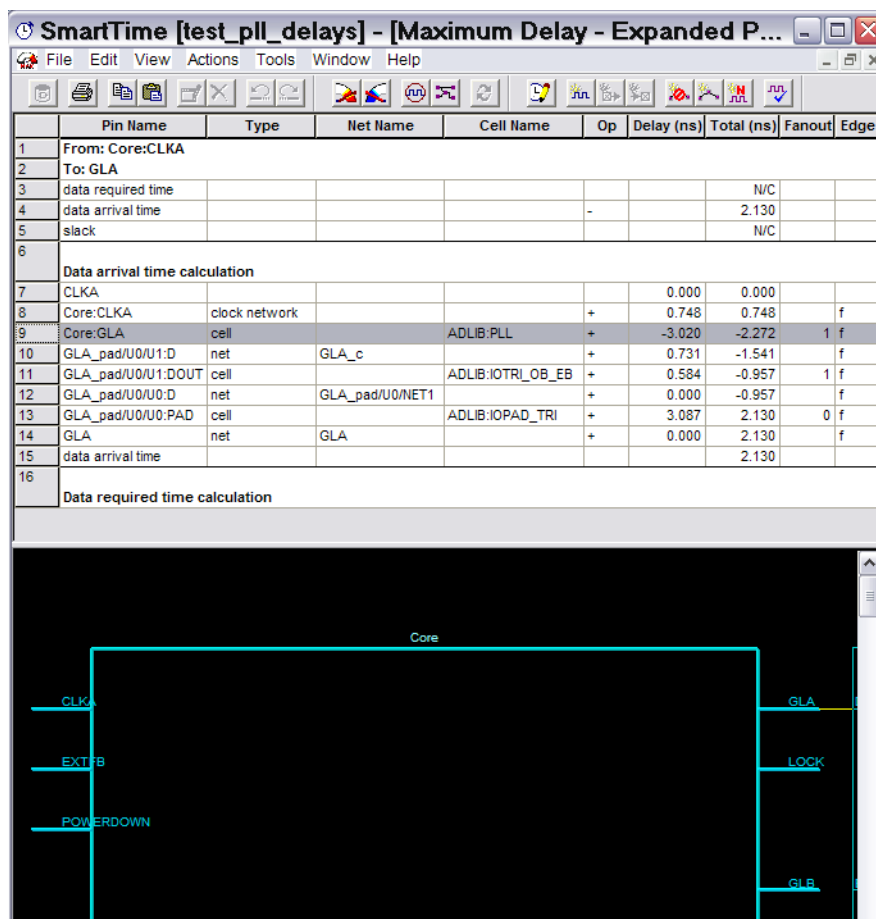 SmartTime [test_pll_delays] - [Maximum Delay - Expanded P...
File Edit View Actions Tools Window Help
Pin Name Type Net Name Cell Name Op Delay (ns) Total (ns) Fanout Edge
1 From: Core:CLKA
2 To: GLA
3 data required time N/C
4 data arrival time - 2.130
5 slack N/C
6
Data arrival time calculation
7 CLKA 0.000 0.000
8 Core:CLKA clock network + 0.748 0.748 f
9 Core:GLA cell ADLIB:PLL + -3.020 -2.272 1 f
10 GLA_pad/U0/U1:D net GLA_c + 0.731 -1.541 f
11 GLA_pad/U0/U1:DOUT cell ADLIB:IOTRI_OB_EB + 0.584 -0.957 1 f
12 GLA_pad/U0/U0:D net GLA_pad/U0/NET1 + 0.000 -0.957 f
13 GLA_pad/U0/U0:PAD cell ADLIB:IOPAD_TRI + 3.087 2.130 0 f
14 GLA net GLA + 0.000 2.130 f
15 data arrival time 2.130
16
Data required time calculation
Core
CLKA GLA
EXTFB LOCK
POWERDOWN
GLB